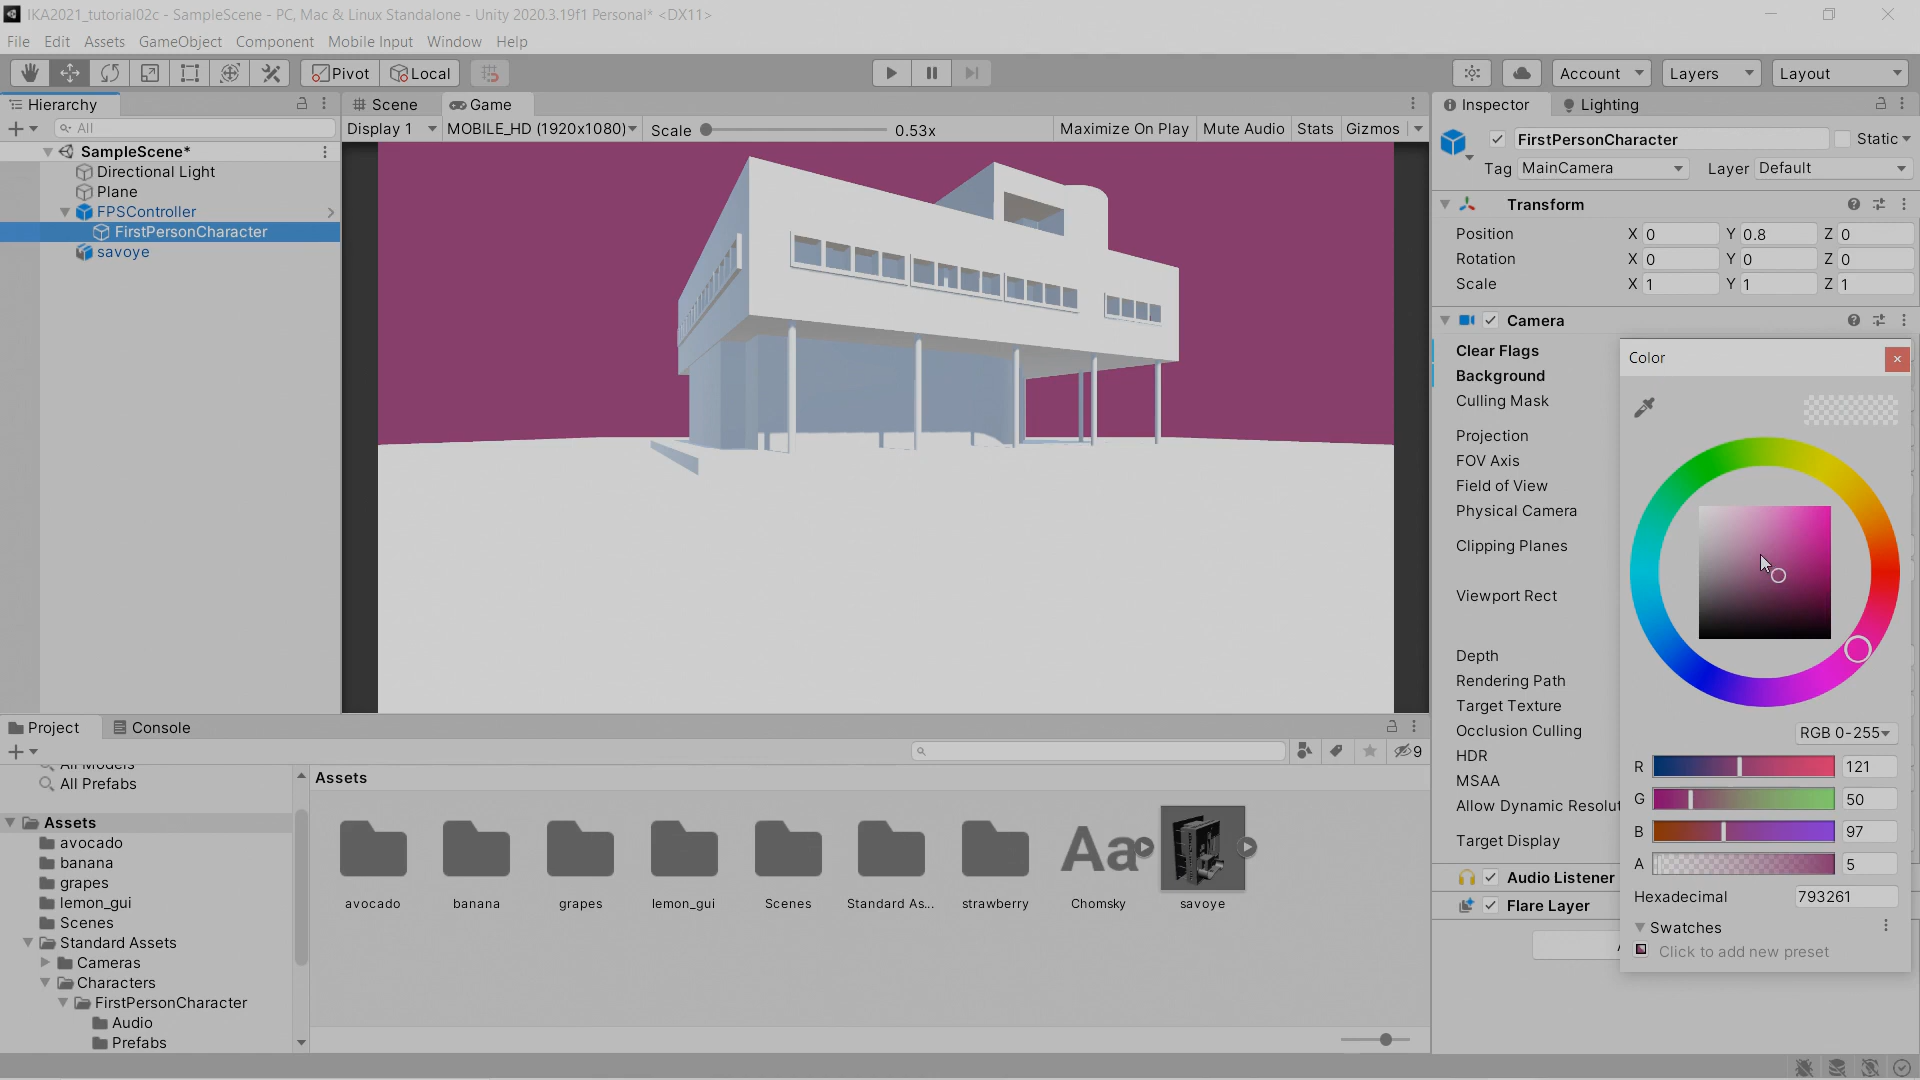 IKA2021_tutorial02c - SampleScene - PC, Mac & Linux Standalone - Unity 2020.3.19f1 Personal* <DX11>
File Edit Assets GameObject Component Mobile Input Window Help
Pivot Local Account Layers Layout
Hierarchy
All
SampleScene*
Directional Light
Plane
FPSController
FirstPersonCharacter
savoye
Scene Game
Display 1 MOBILE_HD (1920x1080) Scale 0.53x Maximize On Play Mute Audio Stats Gizmos
Inspector Lighting
FirstPersonCharacter Static
Tag MainCamera Layer Default
Transform
Position X 0 Y 0.8 Z 0
Rotation X 0 Y 0 Z 0
Scale X 1 Y 1 Z 1
Camera
Clear Flags
Background
Culling Mask
Projection
FOV Axis
Field of View
Physical Camera
Clipping Planes
Viewport Rect
Depth
Rendering Path
Target Texture
Occlusion Culling
HDR
MSAA
Allow Dynamic Resolut
Target Display
Audio Listener
Flare Layer
Color
RGB 0-255
R 121
G 50
B 97
A 5
Hexadecimal 793261
Swatches
Click to add new preset
Project Console
9
All Models
All Prefabs
Assets
avocado
banana
grapes
lemon_gui
Scenes
Standard Assets
Cameras
Characters
FirstPersonCharacter
Audio
Prefabs
Assets
Aa
avocado banana grapes lemon_gui Scenes Standard As... strawberry Chomsky savoye